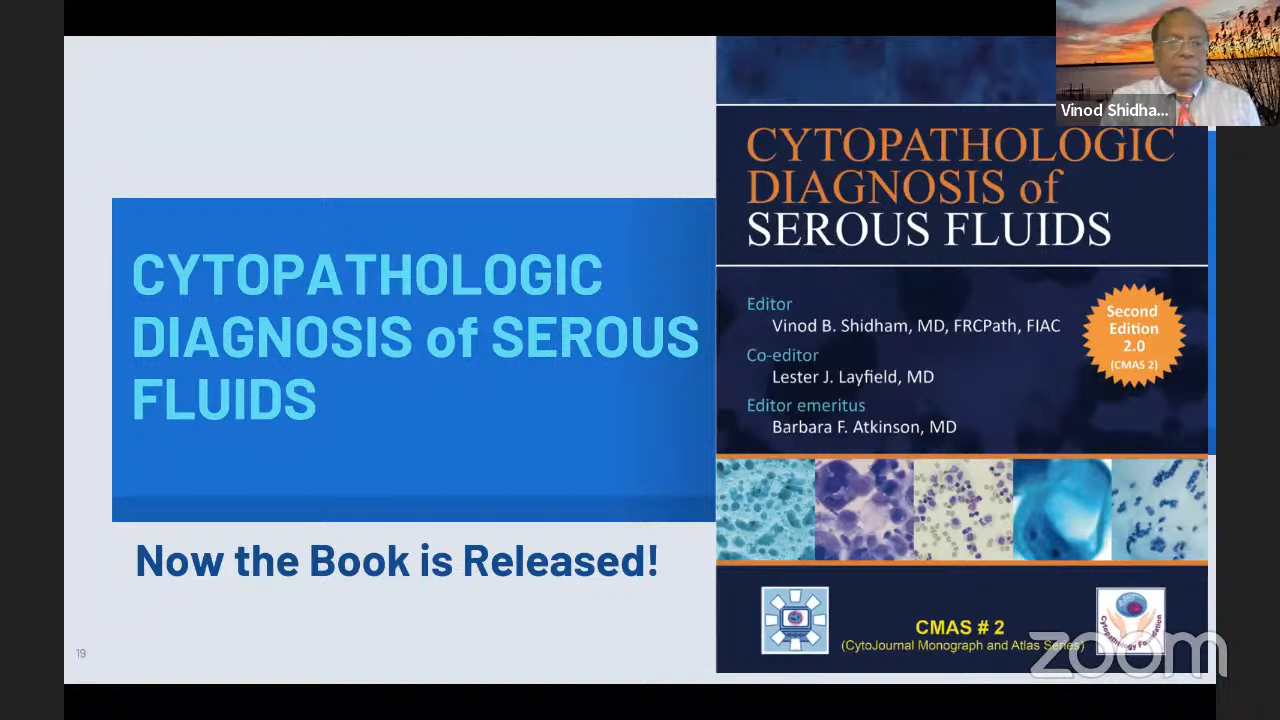 Vinod Shidha...
CYTOPATHOLOGIC
DIAGNOSIS of SEROUS
FLUIDS
Now the Book is Released!
19
CYTOPATHOLOGIC
DIAGNOSIS of
SEROUS FLUIDS
Editor
Vinod B. Shidham, MD, FRCPath, FIAC
Co-editor
Lester J. Layfield, MD
Editor emeritus
Barbara F. Atkinson, MD
Second
Edition
2.0
(CMAS 2)
CMAS # 2
(CytoJournal Monograph and Atlas Series)
Cytopathology Foundation
zoom